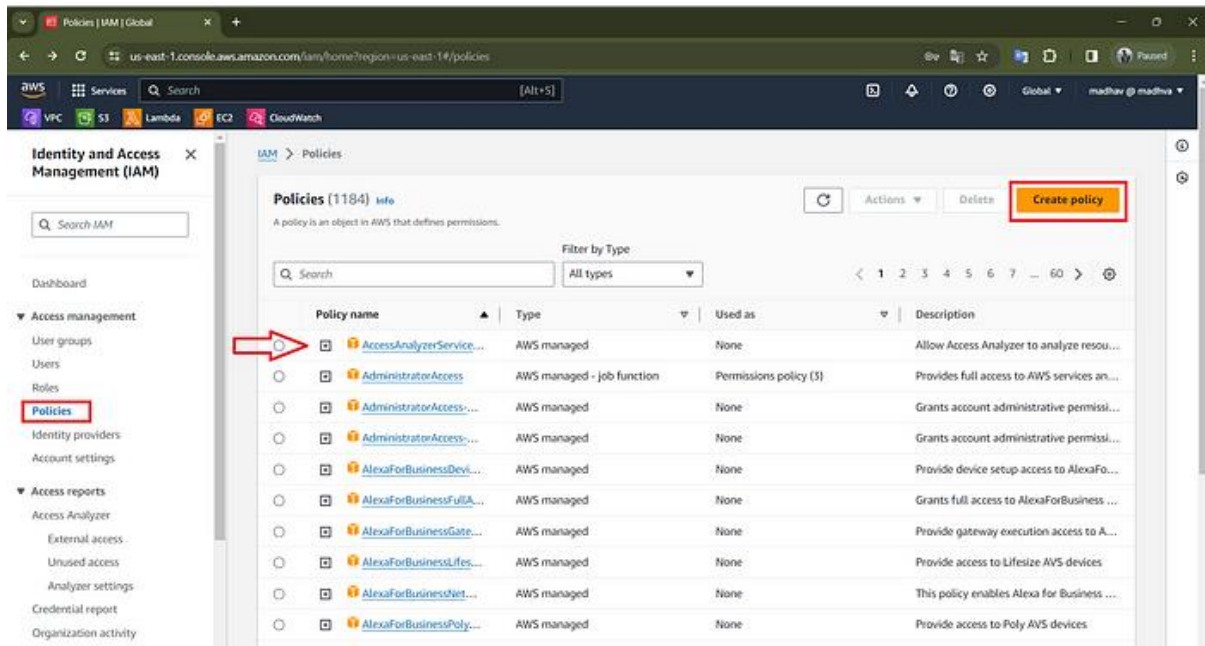 Policies | IAM | Global
us-east-1.console.aws.amazon.com/iam/home?region=us-east-1#/policies
Paused
aws Services Search [Alt+S] Global madhav @ madhva
VPC S3 Lambda EC2 CloudWatch
Identity and Access
Management (IAM)
Search IAM
Dashboard
Access management
User groups
Users
Roles
Policies
Identity providers
Account settings
Access reports
Access Analyzer
External access
Unused access
Analyzer settings
Credential report
Organization activity
IAM > Policies
Policies (1184) Info
Actions Delete Create policy
A policy is an object in AWS that defines permissions.
Filter by Type
Search All types
1 2 3 4 5 6 7 ... 60
Policy name Type Used as Description
AccessAnalyzerService... AWS managed None Allow Access Analyzer to analyze resou...
AdministratorAccess AWS managed - job function Permissions policy (3) Provides full access to AWS services an...
AdministratorAccess-... AWS managed None Grants account administrative permissi...
AdministratorAccess-... AWS managed None Grants account administrative permissi...
AlexaForBusinessDevi... AWS managed None Provide device setup access to AlexaFo...
AlexaForBusinessFullA... AWS managed None Grants full access to AlexaForBusiness ...
AlexaForBusinessGate... AWS managed None Provide gateway execution access to A...
AlexaForBusinessLifes... AWS managed None Provide access to Lifesize AVS devices
AlexaForBusinessNet... AWS managed None This policy enables Alexa for Business ...
AlexaForBusinessPoly... AWS managed None Provide access to Poly AVS devices